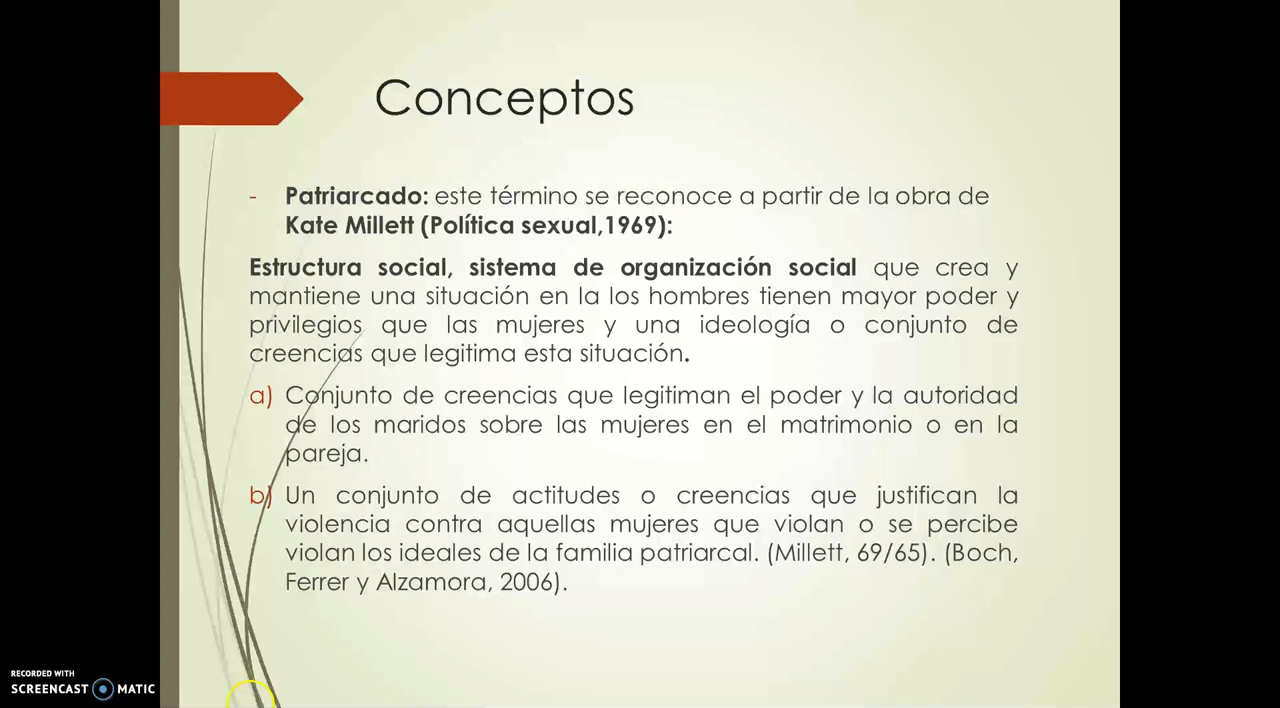 Conceptos
- Patriarcado: este término se reconoce a partir de la obra de
Kate Millett (Política sexual,1969):
Estructura social, sistema de organización social que crea y
mantiene una situación en la los hombres tienen mayor poder y
privilegios que las mujeres y una ideología o conjunto de
creencias que legitima esta situación.
a) Conjunto de creencias que legitiman el poder y la autoridad
de los maridos sobre las mujeres en el matrimonio o en la
pareja.
b) Un conjunto de actitudes o creencias que justifican la
violencia contra aquellas mujeres que violan o se percibe
violan los ideales de la familia patriarcal. (Millett, 69/65). (Boch,
Ferrer y Alzamora, 2006).
RECORDED WITH
SCREENCAST MATIC